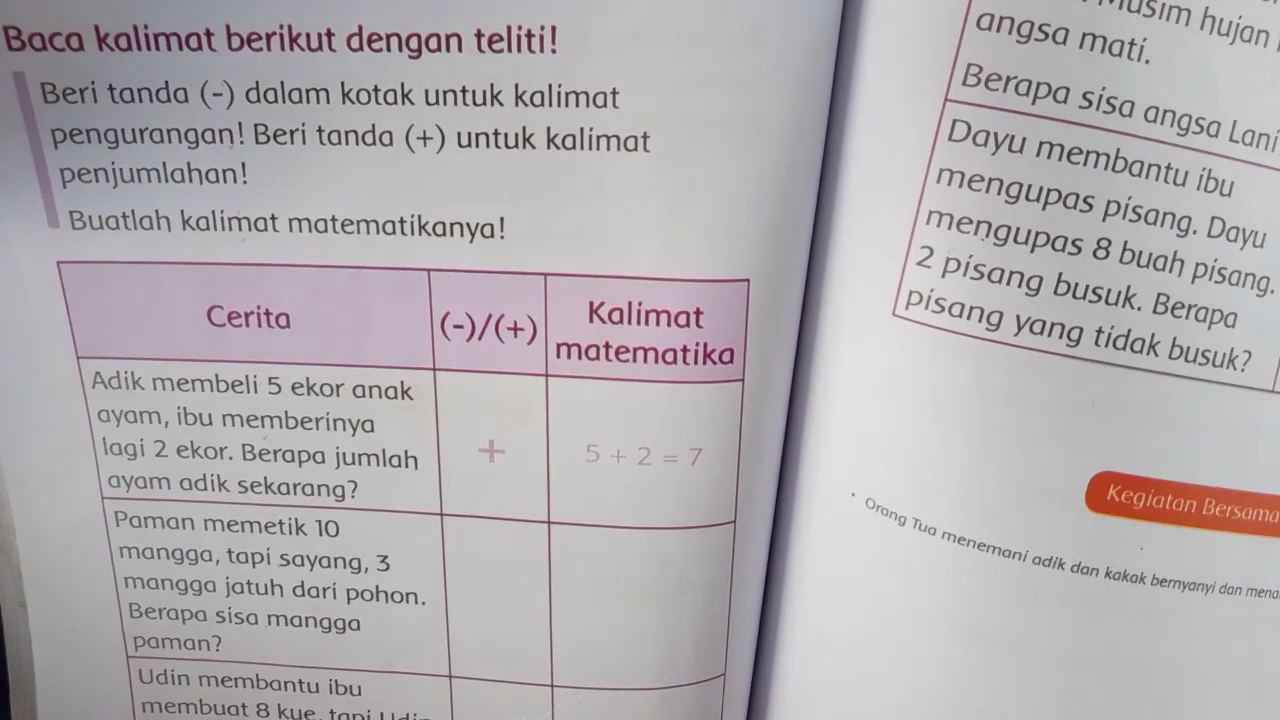 Baca kalimat berikut dengan teliti!
Beri tanda (-) dalam kotak untuk kalimat
pengurangan! Beri tanda (+) untuk kalimat
penjumlahan!
Buatlah kalimat matematikanya!
Cerita
(-)/(+)
Kalimat
matematika
Adik membeli 5 ekor anak
ayam, ibu memberinya
lagi 2 ekor. Berapa jumlah
ayam adik sekarang?
+
5 + 2 = 7
Paman memetik 10
mangga, tapi sayang, 3
mangga jatuh dari pohon.
Berapa sisa mangga
paman?
Udin membantu ibu
membuat 8 kue, tapi
Musim hujan
angsa mati.
Berapa sisa angsa Lani
Dayu membantu ibu
mengupas pisang. Dayu
mengupas 8 buah pisang.
2 pisang busuk. Berapa
pisang yang tidak busuk?
Kegiatan Bersama
Orang Tua menemani adik dan kakak bernyanyi dan